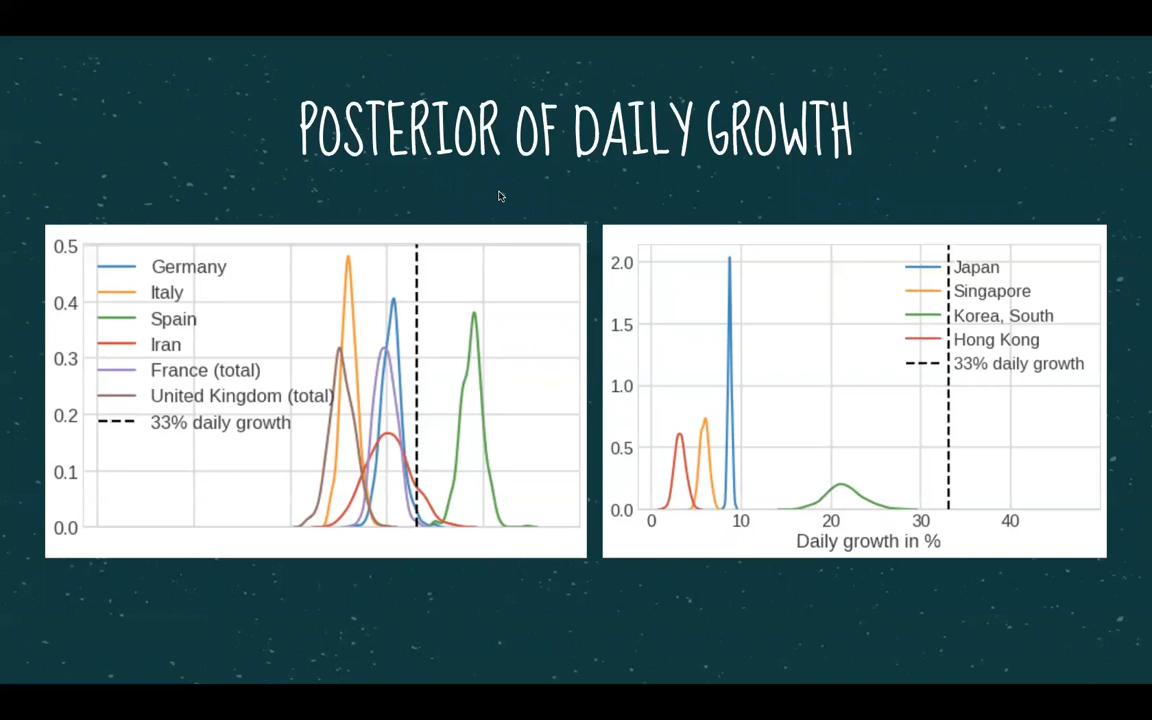 POSTERIOR OF DAILY GROWTH
0.5
0.4
0.3
0.2
0.1
0.0
Germany
Italy
Spain
Iran
France (total)
United Kingdom (total)
33% daily growth
2.0
1.5
1.0
0.5
0.0
Japan
Singapore
Korea, South
Hong Kong
33% daily growth
0 10 20 30 40
Daily growth in %